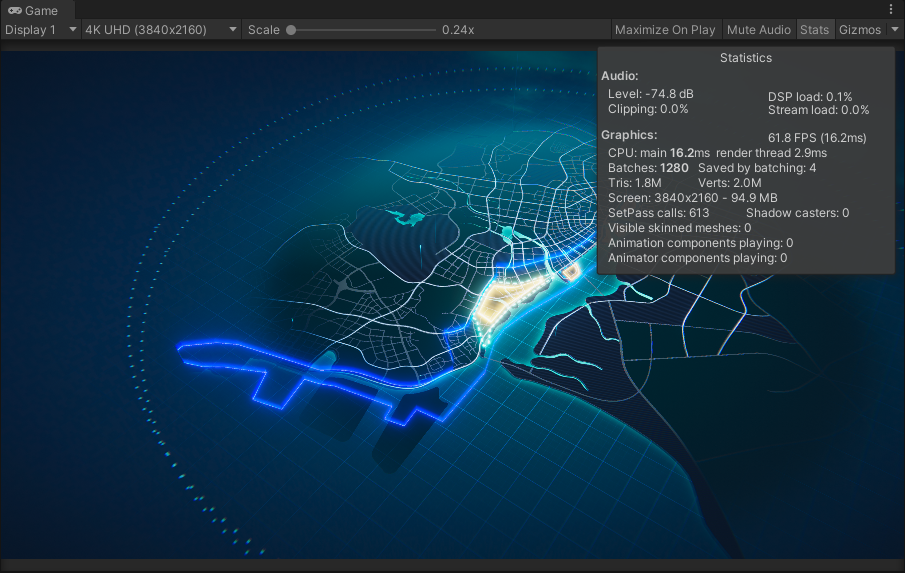 Game
Display 1 4K UHD (3840x2160) Scale 0.24x Maximize On Play Mute Audio Stats Gizmos
Statistics
Audio:
Level: -74.8 dB DSP load: 0.1%
Clipping: 0.0% Stream load: 0.0%
Graphics: 61.8 FPS (16.2ms)
CPU: main 16.2ms render thread 2.9ms
Batches: 1280 Saved by batching: 4
Tris: 1.8M Verts: 2.0M
Screen: 3840x2160 - 94.9 MB
SetPass calls: 613 Shadow casters: 0
Visible skinned meshes: 0
Animation components playing: 0
Animator components playing: 0